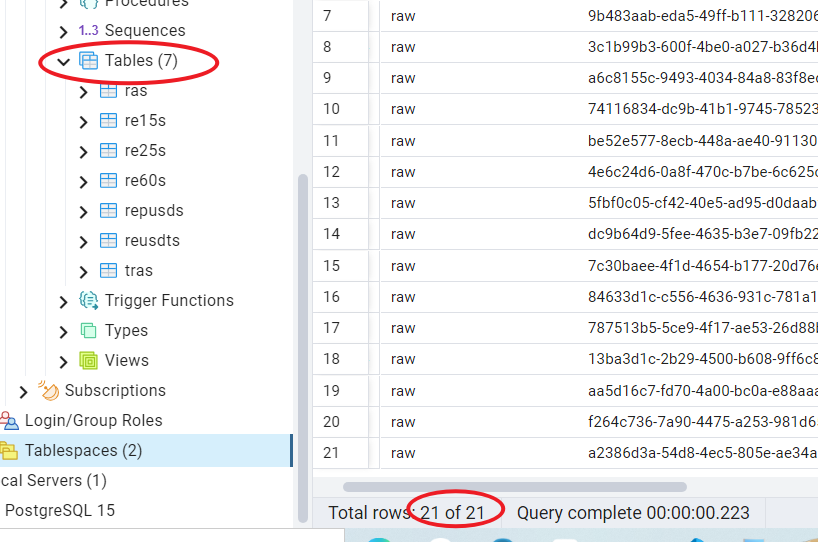 Procedures
1..3 Sequences
Tables (7)
ras
re15s
re25s
re60s
repusds
reusdts
tras
Trigger Functions
Types
Views
Subscriptions
Login/Group Roles
Tablespaces (2)
cal Servers (1)
PostgreSQL 15
7 raw 9b483aab-eda5-49ff-b111-328206
8 raw 3c1b99b3-600f-4be0-a027-b36d4
9 raw a6c8155c-9493-4034-84a8-83f8e
10 raw 74116834-dc9b-41b1-9745-78523
11 raw be52e577-8ecb-448a-ae40-91130
12 raw 4e6c24d6-0a8f-470c-b7be-6c625
13 raw 5fbf0c05-cf42-40e5-ad95-d0daab
14 raw dc9b64d9-5fee-4635-b3e7-09fb22
15 raw 7c30baee-4f1d-4654-b177-20d76
16 raw 84633d1c-c556-4636-931c-781a1
17 raw 787513b5-5ce9-4f17-ae53-26d88
18 raw 13ba3d1c-2b29-4500-b608-9ff6c
19 raw aa5d16c7-fd70-4a00-bc0a-e88aa
20 raw f264c736-7a90-4475-a253-981d6
21 raw a2386d3a-54d8-4ec5-805e-ae34a
Total rows: 21 of 21 Query complete 00:00:00.223